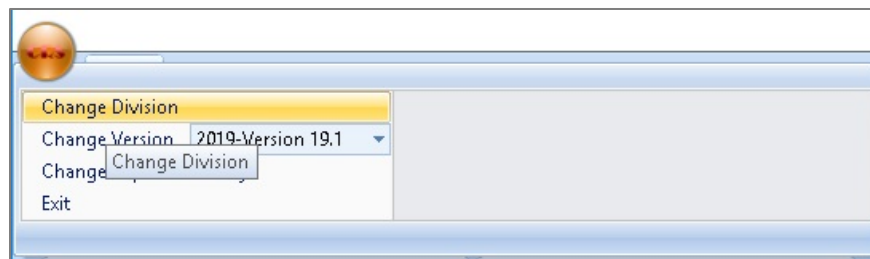 Change Division
Change Version 2019-Version 19.1
Change Division
Change
Exit